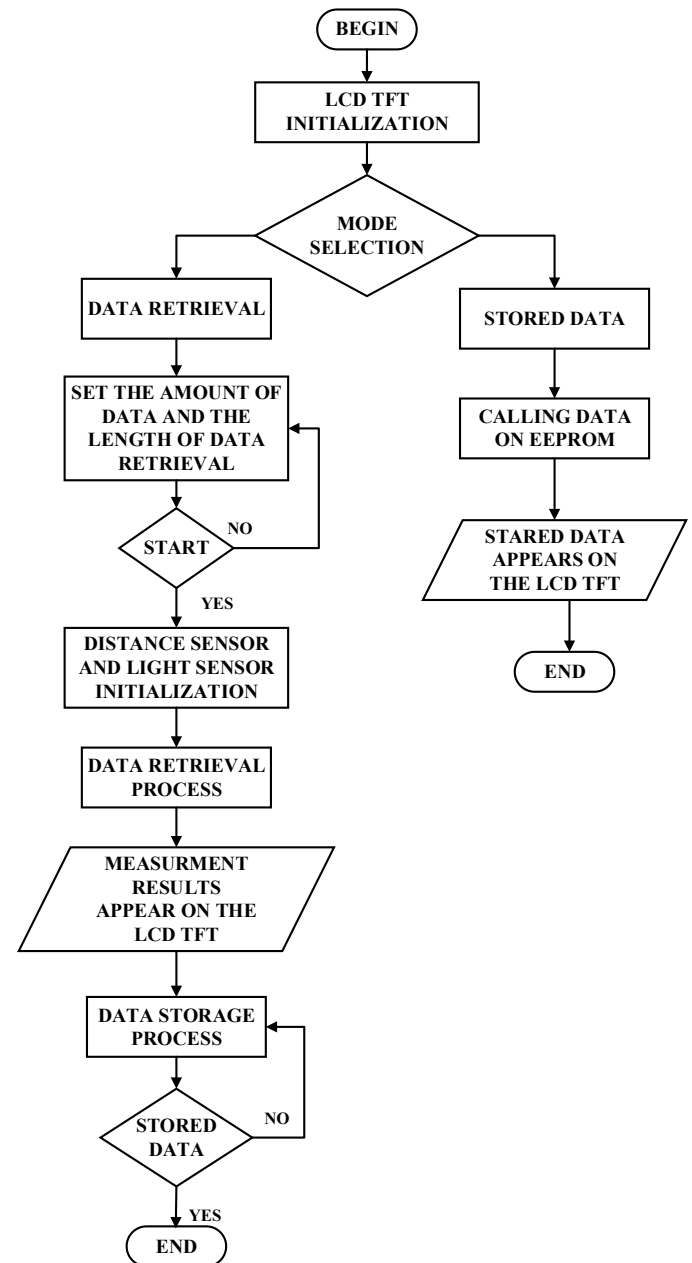 BEGIN
LCD TFT
INITIALIZATION
MODE
SELECTION
DATA RETRIEVAL
SET THE AMOUNT OF
DATA AND THE
LENGTH OF DATA
RETRIEVAL
START
NO
YES
DISTANCE SENSOR
AND LIGHT SENSOR
INITIALIZATION
DATA RETRIEVAL
PROCESS
MEASURMENT
RESULTS
APPEAR ON THE
LCD TFT
DATA STORAGE
PROCESS
STORED
DATA
NO
YES
END
STORED DATA
CALLING DATA
ON EEPROM
STARED DATA
APPEARS ON
THE LCD TFT
END